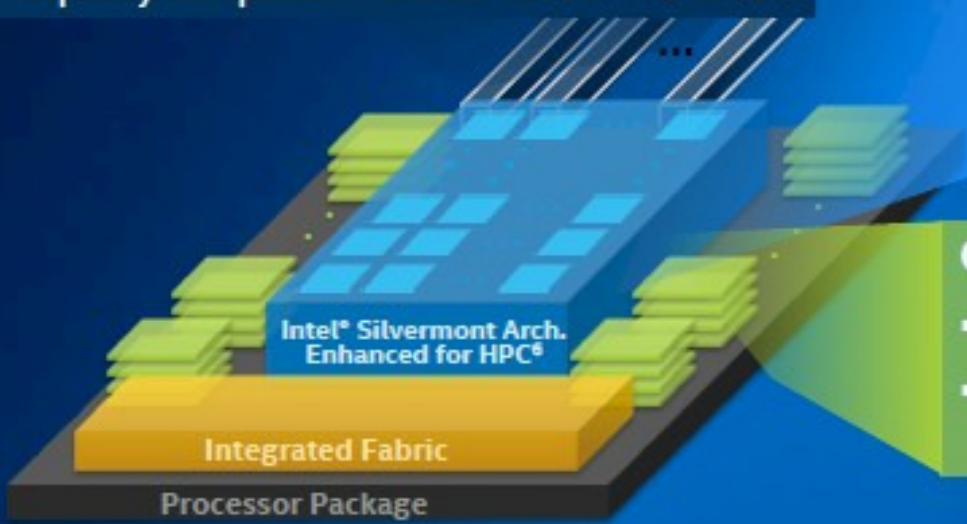 ...
Intel® Silvermont Arch.
Enhanced for HPC⁶
Integrated Fabric
Processor Package